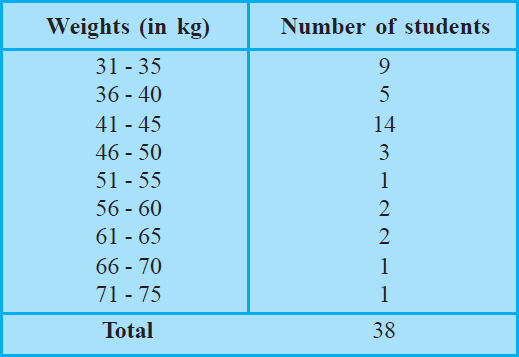 Weights (in kg) Number of students
31 - 35 9
36 - 40 5
41 - 45 14
46 - 50 3
51 - 55 1
56 - 60 2
61 - 65 2
66 - 70 1
71 - 75 1
Total 38